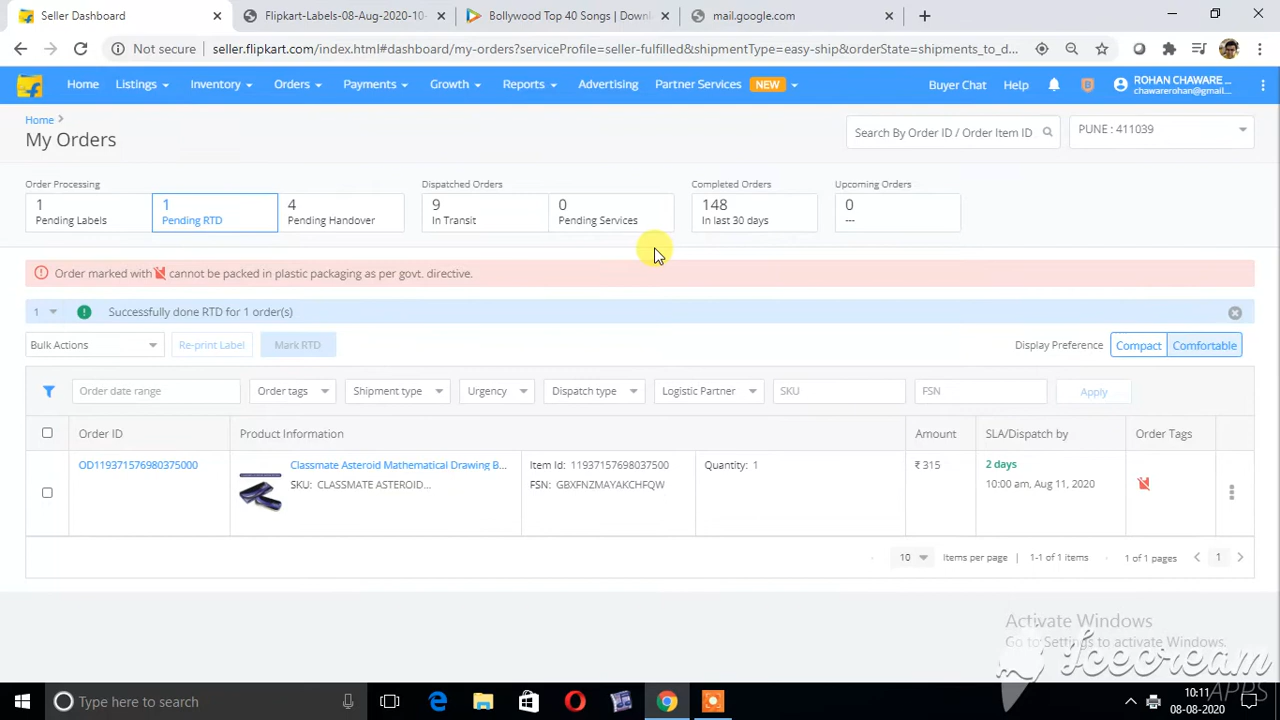 Seller Dashboard
Flipkart-Labels-08-Aug-2020-10-
Bollywood Top 40 Songs | Downl
mail.google.com
Not secure
seller.flipkart.com/index.html#dashboard/my-orders?serviceProfile=seller-fulfilled&shipmentType=easy-ship&orderState=shipments_to_d...
Home
Listings
Inventory
Orders
Payments
Growth
Reports
Advertising
Partner Services
NEW
Buyer Chat
Help
ROHAN CHAWARE ...
chawarerohan@gmail....
Home
My Orders
Search By Order ID / Order Item ID
PUNE : 411039
Order Processing
Dispatched Orders
Completed Orders
Upcoming Orders
1
Pending Labels
1
Pending RTD
4
Pending Handover
9
In Transit
0
Pending Services
148
In last 30 days
0
---
Order marked with cannot be packed in plastic packaging as per govt. directive.
1
Successfully done RTD for 1 order(s)
Bulk Actions
Re-print Label
Mark RTD
Display Preference
Compact
Comfortable
Order date range
Order tags
Shipment type
Urgency
Dispatch type
Logistic Partner
SKU
FSN
Apply
Order ID
Product Information
Amount
SLA/Dispatch by
Order Tags
OD119371576980375000
Classmate Asteroid Mathematical Drawing B...
SKU: CLASSMATE ASTEROID...
Item Id: 11937157698037500
FSN: GBXFNZMAYAKCHFQW
Quantity: 1
₹ 315
2 days
10:00 am, Aug 11, 2020
10
Items per page
1-1 of 1 items
1 of 1 pages
1
Activate Windows
Go to Settings to activate Windows.
Icecream
APPS
Type here to search
10:11
08-08-2020